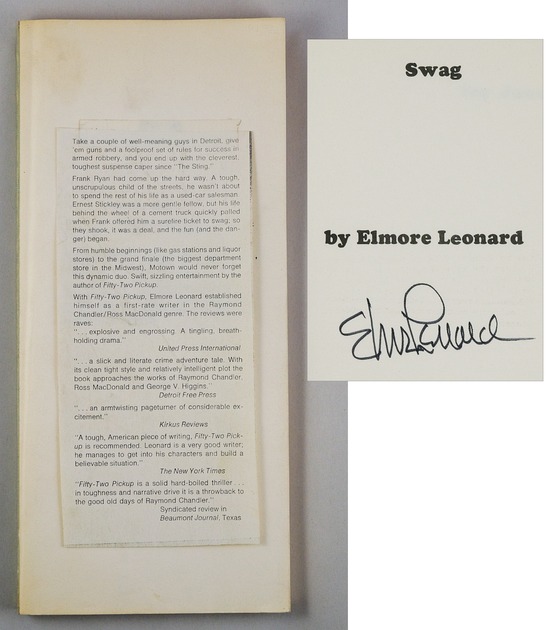 Take a couple of well-meaning guys in Detroit, give
'em guns and a foolproof set of rules for success in
armed robbery, and you end up with the cleverest,
toughest suspense caper since "The Sting."
Frank Ryan had come up the hard way. A tough,
unscrupulous child of the streets, he wasn't about
to spend the rest of his life as a used-car salesman.
Ernest Stickley was a more gentle fellow, but his life
behind the wheel of a cement truck quickly palled
when Frank offered him a surefire ticket to swag; so
they shook, it was a deal, and the fun (and the dan-
ger) began.
From humble beginnings (like gas stations and liquor
stores) to the grand finale (the biggest department
store in the Midwest), Motown would never forget
this dynamic duo. Swift, sizzling entertainment by the
author of Fifty-Two Pickup.
With Fifty-Two Pickup, Elmore Leonard established
himself as a first-rate writer in the Raymond
Chandler/Ross MacDonald genre. The reviews were
raves:
". . . explosive and engrossing. A tingling, breath-
holding drama."
United Press International
". . . a slick and literate crime adventure tale. With
its clean tight style and relatively intelligent plot the
book approaches the works of Raymond Chandler,
Ross MacDonald and George V. Higgins."
Detroit Free Press
". . . an armtwisting pageturner of considerable ex-
citement."
Kirkus Reviews
"A tough, American piece of writing, Fifty-Two Pick-
up is recommended. Leonard is a very good writer;
he manages to get into his characters and build a
believable situation."
The New York Times
"Fifty-Two Pickup is a solid hard-boiled thriller . . .
in toughness and narrative drive it is a throwback to
the good old days of Raymond Chandler."
Syndicated review in
Beaumont Journal, Texas
Swag
by Elmore Leonard
Elmore Leonard